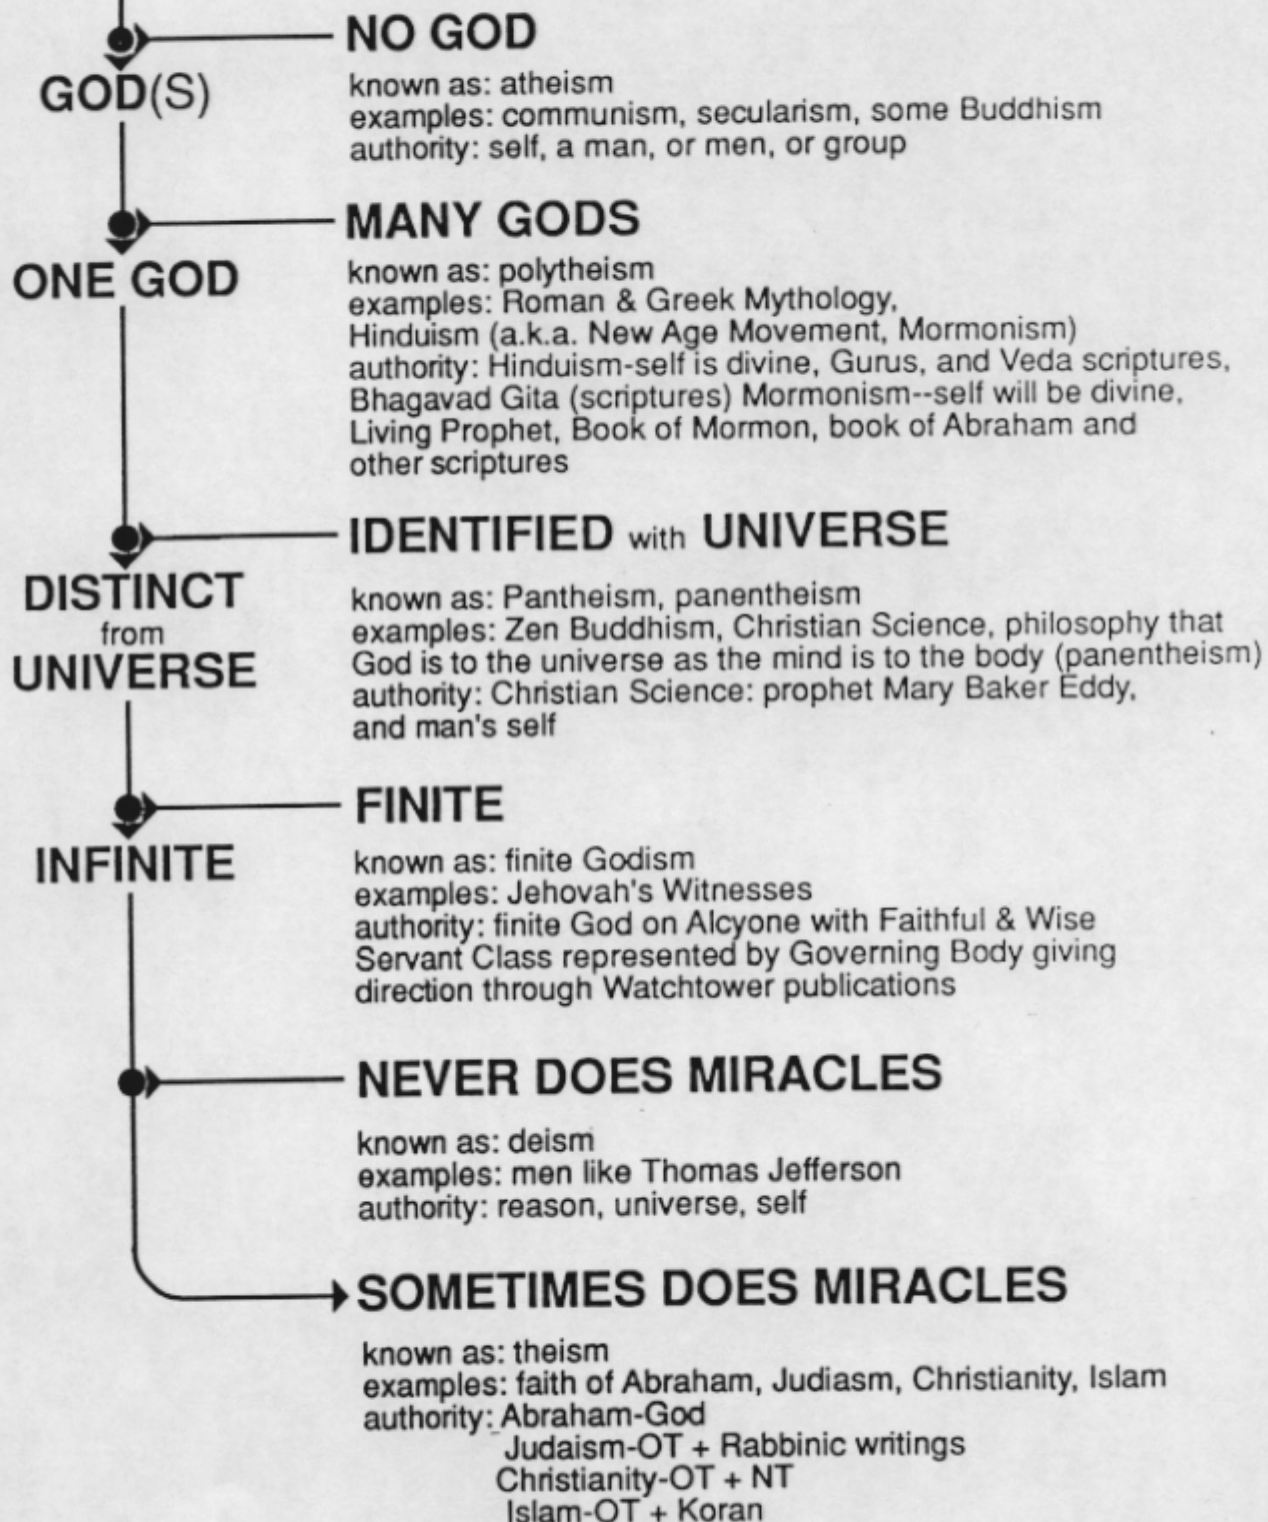 NO GOD
GOD(S)
known as: atheism
examples: communism, secularism, some Buddhism
authority: self, a man, or men, or group
MANY GODS
ONE GOD
known as: polytheism
examples: Roman & Greek Mythology,
Hinduism (a.k.a. New Age Movement, Mormonism)
authority: Hinduism-self is divine, Gurus, and Veda scriptures,
Bhagavad Gita (scriptures) Mormonism--self will be divine,
Living Prophet, Book of Mormon, book of Abraham and
other scriptures
IDENTIFIED with UNIVERSE
DISTINCT
from
UNIVERSE
known as: Pantheism, panentheism
examples: Zen Buddhism, Christian Science, philosophy that
God is to the universe as the mind is to the body (panentheism)
authority: Christian Science: prophet Mary Baker Eddy,
and man's self
FINITE
INFINITE
known as: finite Godism
examples: Jehovah's Witnesses
authority: finite God on Alcyone with Faithful & Wise
Servant Class represented by Governing Body giving
direction through Watchtower publications
NEVER DOES MIRACLES
known as: deism
examples: men like Thomas Jefferson
authority: reason, universe, self
SOMETIMES DOES MIRACLES
known as: theism
examples: faith of Abraham, Judiasm, Christianity, Islam
authority: Abraham-God
Judaism-OT + Rabbinic writings
Christianity-OT + NT
Islam-OT + Koran